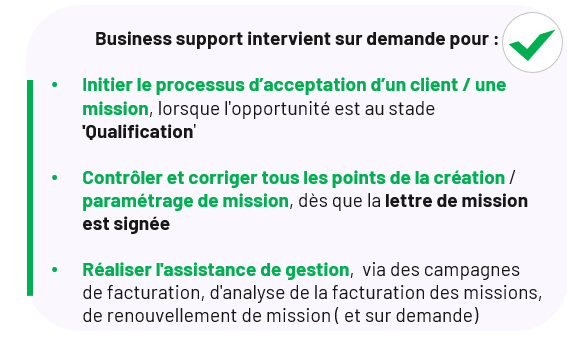 Business support intervient sur demande pour :
• Initier le processus d’acceptation d’un client / une
mission, lorsque l'opportunité est au stade
'Qualification'
• Contrôler et corriger tous les points de la création /
paramétrage de mission, dès que la lettre de mission
est signée
• Réaliser l'assistance de gestion,  via des campagnes
de facturation, d'analyse de la facturation des missions,
de renouvellement de mission ( et sur demande)